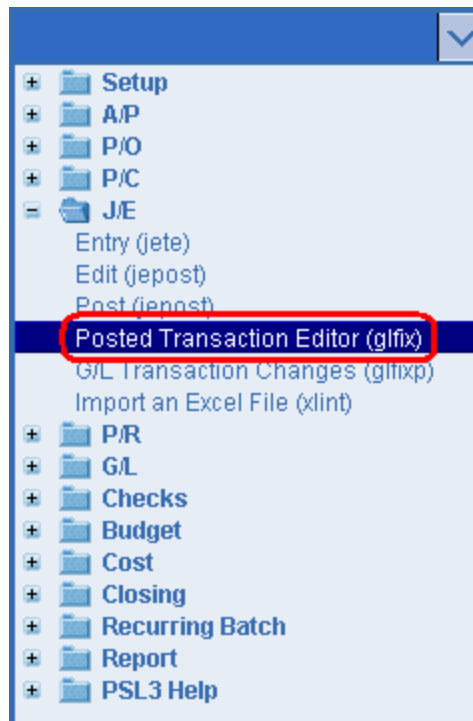 Setup
A/P
P/O
P/C
J/E
Entry (jete)
Edit (jepost)
Post (jepost)
Posted Transaction Editor (glfix)
G/L Transaction Changes (glfixp)
Import an Excel File (xlint)
P/R
G/L
Checks
Budget
Cost
Closing
Recurring Batch
Report
PSL3 Help